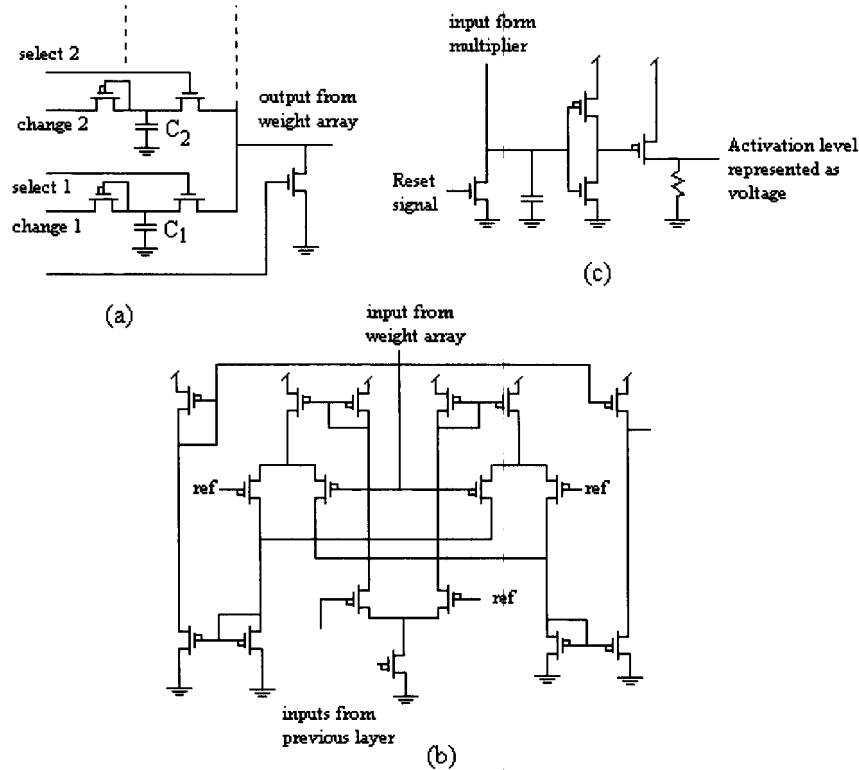 select 2
change 2
C2
select 1
change 1
C1
output from
weight array
(a)
input form
multiplier
Reset
signal
Activation level
represented as
voltage
(c)
input from
weight array
ref
ref
ref
inputs from
previous layer
(b)